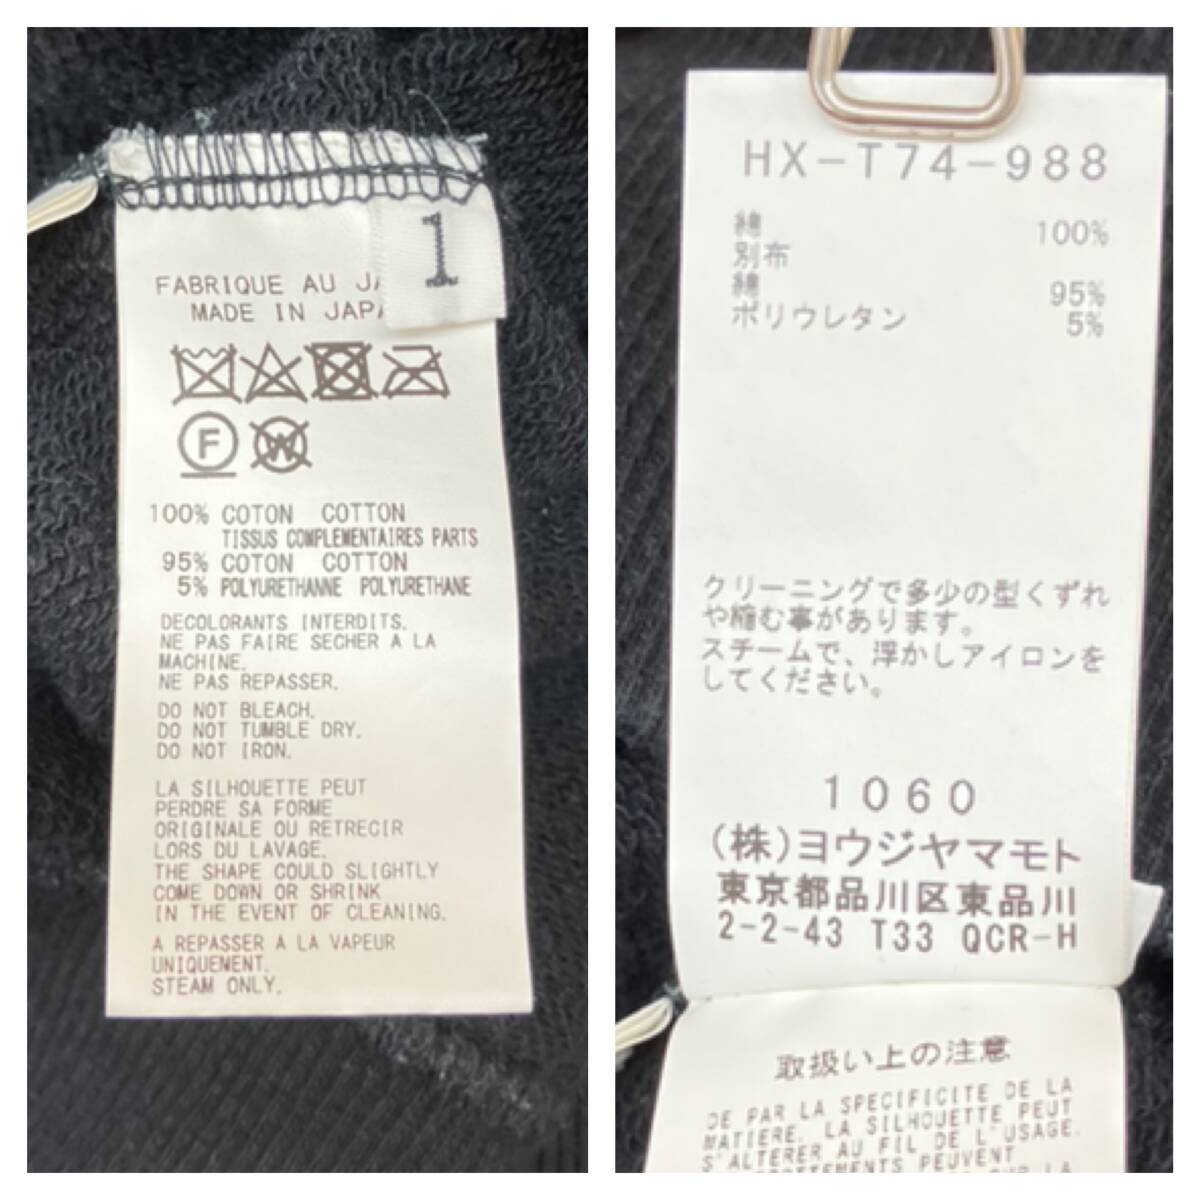 1
FABRIQUE AU JA
MADE IN JAPA
F
W
100% COTON COTTON
TISSUS COMPLEMENTAIRES PARTS
95% COTON COTTON
5% POLYURETHANNE POLYURETHANE
DECOLORANTS INTERDITS.
NE PAS FAIRE SECHER A LA
MACHINE.
NE PAS REPASSER.
DO NOT BLEACH.
DO NOT TUMBLE DRY.
DO NOT IRON.
LA SILHOUETTE PEUT
PERDRE SA FORME
ORIGINALE OU RETRECIR
LORS DU LAVAGE.
THE SHAPE COULD SLIGHTLY
COME DOWN OR SHRINK
IN THE EVENT OF CLEANING.
A REPASSER A LA VAPEUR
UNIQUEMENT.
STEAM ONLY.
HX-T74-988
綿 100%
別布
綿 95%
ポリウレタン 5%
クリーニングで多少の型くずれ
や縮む事があります。
スチームで、浮かしアイロンを
してください。
1060
(株)ヨウジヤマモト
東京都品川区東品川
2-2-43 T33 QCR-H
取扱い上の注意
DE PAR LA SPECIFICITE DE LA
MATIERE. LA SILHOUETTE PEUT
S'ALTERER AU FIL DE L'USAGE.
PEUVENT
SUR LA